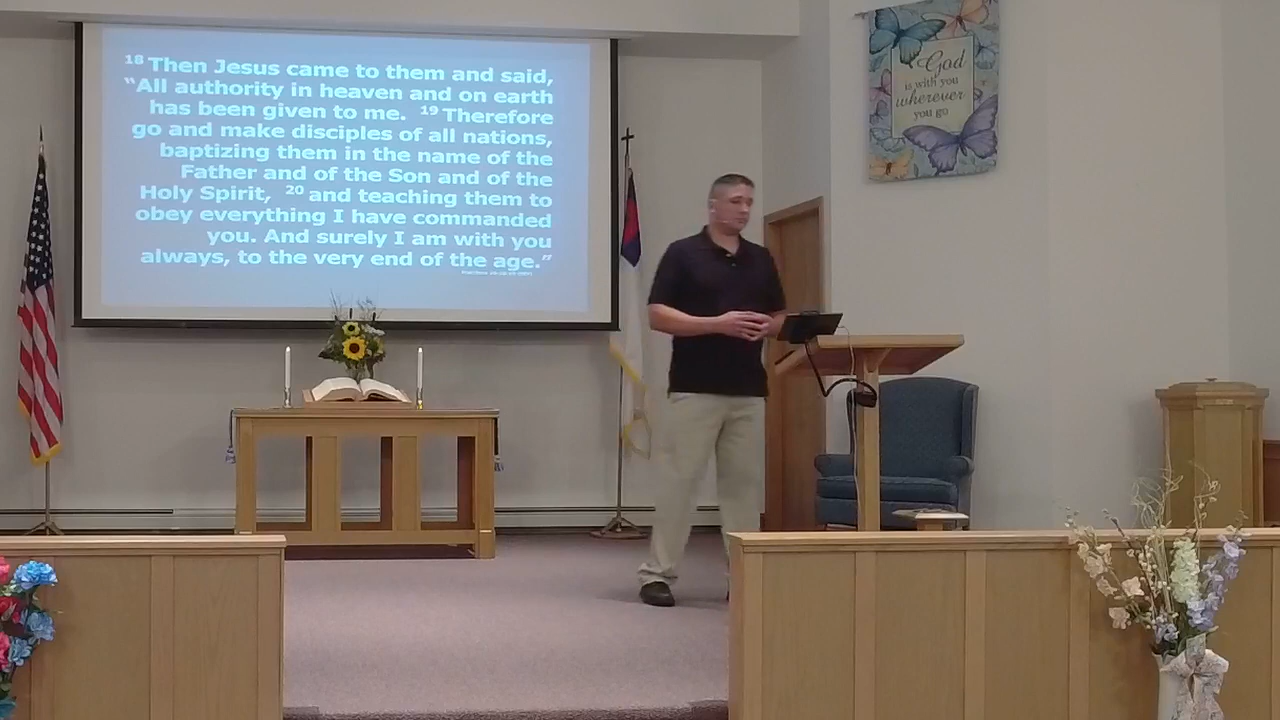 18 Then Jesus came to them and said,
“All authority in heaven and on earth
has been given to me. 19 Therefore
go and make disciples of all nations,
baptizing them in the name of the
Father and of the Son and of the
Holy Spirit, 20 and teaching them to
obey everything I have commanded
you. And surely I am with you
always, to the very end of the age.”
God
is with you
wherever
you go